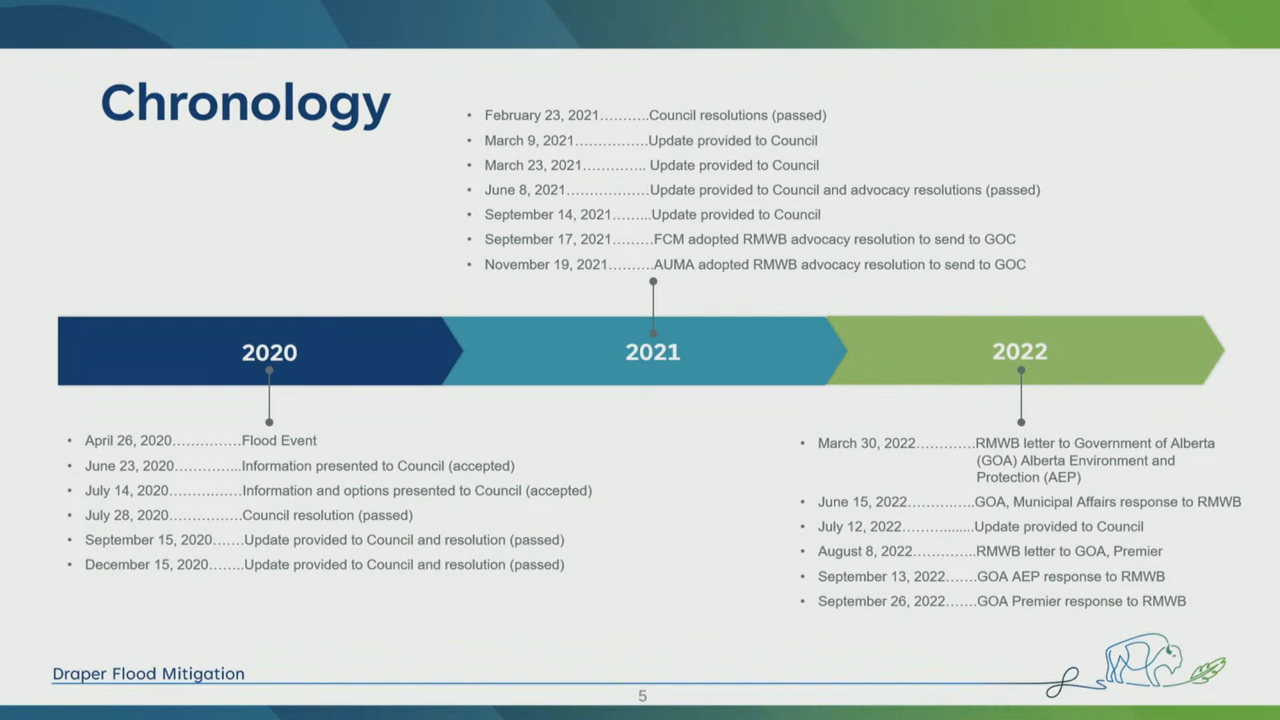 Chronology
• February 23, 2021..........Council resolutions (passed)
• March 9, 2021................Update provided to Council
• March 23, 2021.............. Update provided to Council
• June 8, 2021..................Update provided to Council and advocacy resolutions (passed)
• September 14, 2021.........Update provided to Council
• September 17, 2021.........FCM adopted RMWB advocacy resolution to send to GOC
• November 19, 2021..........AUMA adopted RMWB advocacy resolution to send to GOC
2020
2021
2022
• April 26, 2020...............Flood Event
• June 23, 2020...............Information presented to Council (accepted)
• July 14, 2020................Information and options presented to Council (accepted)
• July 28, 2020................Council resolution (passed)
• September 15, 2020.......Update provided to Council and resolution (passed)
• December 15, 2020........Update provided to Council and resolution (passed)
• March 30, 2022.............RMWB letter to Government of Alberta
(GOA) Alberta Environment and
Protection (AEP)
• June 15, 2022...............GOA, Municipal Affairs response to RMWB
• July 12, 2022................Update provided to Council
• August 8, 2022..............RMWB letter to GOA, Premier
• September 13, 2022.......GOA AEP response to RMWB
• September 26, 2022.......GOA Premier response to RMWB
Draper Flood Mitigation
5